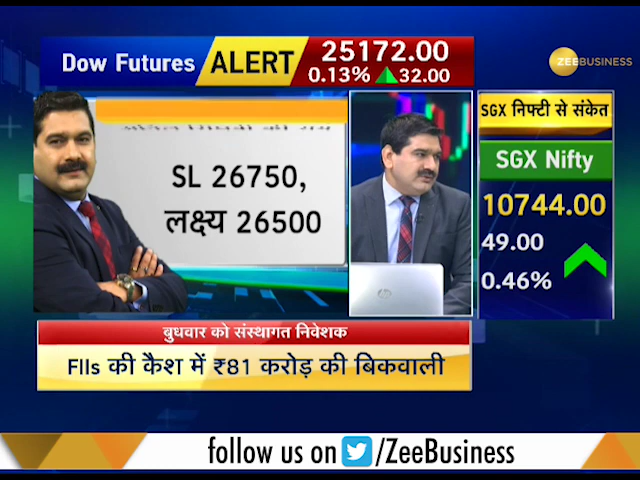 Dow Futures
ALERT
25172.00
0.13% 32.00
ZEEBUSINESS
SL 26750,
लक्ष्य 26500
SGX निफ्टी से संकेत
SGX Nifty
10744.00
49.00
0.46%
बुधवार को संस्थागत निवेशक
FIIs की कैश में ₹81 करोड़ की बिकवाली
follow us on /ZeeBusiness